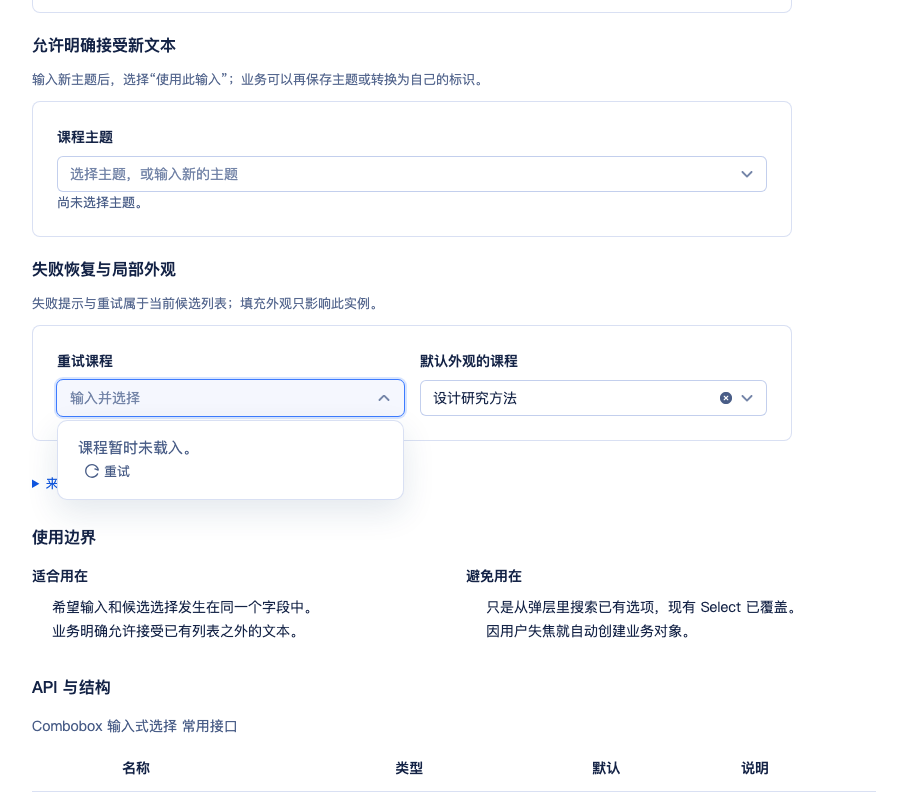 允许明确接受新文本
输入新主题后，选择“使用此输入”；业务可以再保存主题或转换为自己的标识。
课程主题
选择主题，或输入新的主题
尚未选择主题。
失败恢复与局部外观
失败提示与重试属于当前候选列表；填充外观只影响此实例。
重试课程
默认外观的课程
输入并选择
设计研究方法
课程暂时未载入。
重试
来
使用边界
适合用在
避免用在
希望输入和候选选择发生在同一个字段中。
只是从弹层里搜索已有选项，现有 Select 已覆盖。
业务明确允许接受已有列表之外的文本。
因用户失焦就自动创建业务对象。
API 与结构
Combobox 输入式选择 常用接口
名称 类型 默认 说明